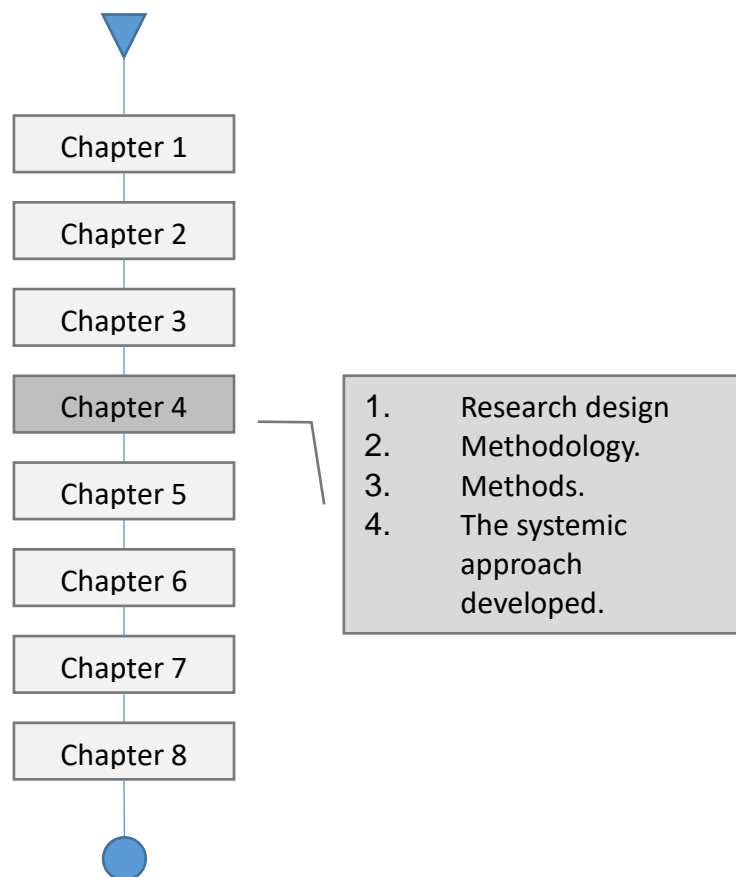 Chapter 1
Chapter 2
Chapter 3
Chapter 4
1. Research design
2. Methodology.
3. Methods.
4. The systemic
approach
developed.
Chapter 5
Chapter 6
Chapter 7
Chapter 8